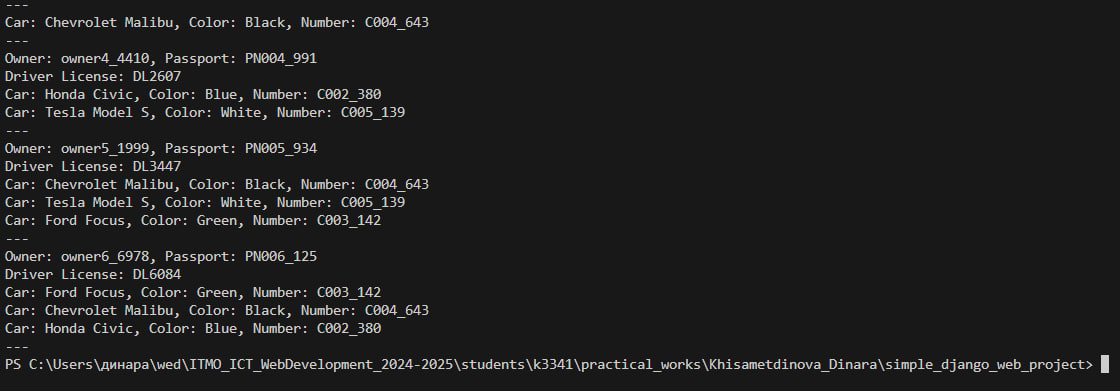 ---
Car: Chevrolet Malibu, Color: Black, Number: C004_643
---
Owner: owner4_4410, Passport: PN004_991
Driver License: DL2607
Car: Honda Civic, Color: Blue, Number: C002_380
Car: Tesla Model S, Color: White, Number: C005_139
---
Owner: owner5_1999, Passport: PN005_934
Driver License: DL3447
Car: Chevrolet Malibu, Color: Black, Number: C004_643
Car: Tesla Model S, Color: White, Number: C005_139
Car: Ford Focus, Color: Green, Number: C003_142
---
Owner: owner6_6978, Passport: PN006_125
Driver License: DL6084
Car: Ford Focus, Color: Green, Number: C003_142
Car: Chevrolet Malibu, Color: Black, Number: C004_643
Car: Honda Civic, Color: Blue, Number: C002_380
---
PS C:\Users\динара\wed\ITMO_ICT_WebDevelopment_2024-2025\students\k3341\practical_works\Khisametdinova_Dinara\simple_django_web_project>